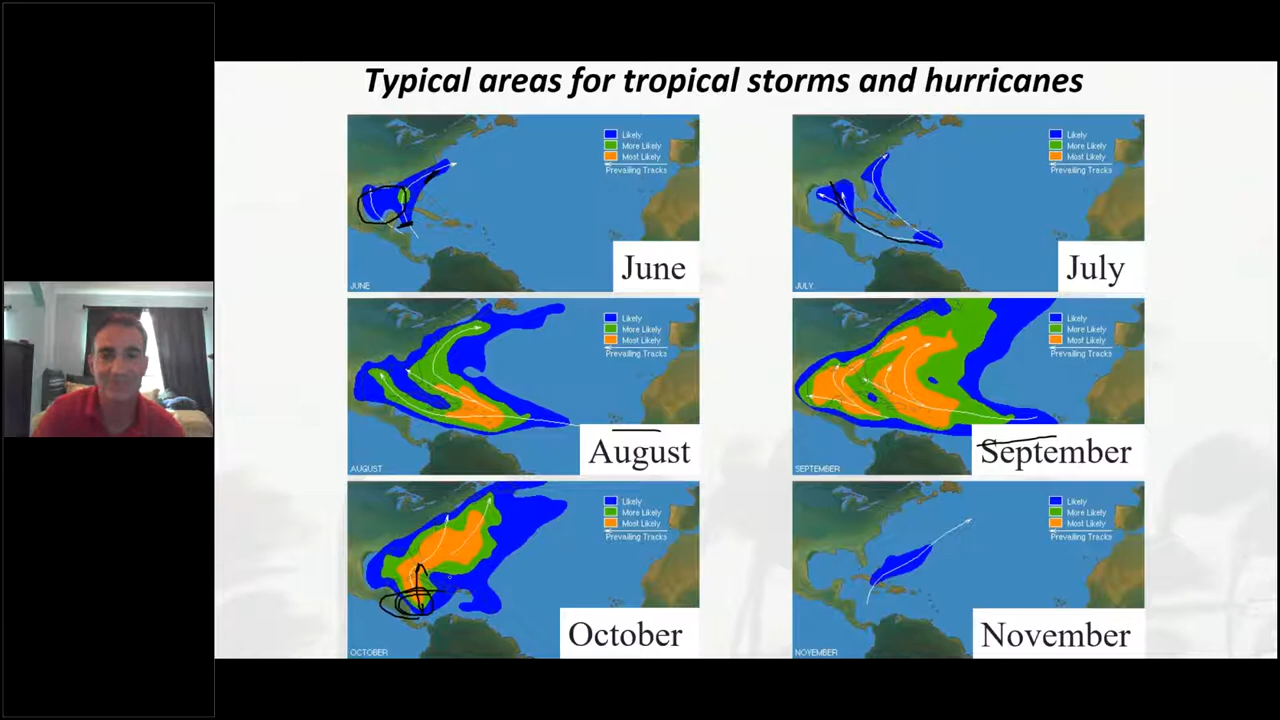 Typical areas for tropical storms and hurricanes
Likely
More Likely
Most Likely
Prevailing Tracks
JUNE
June
Likely
More Likely
Most Likely
Prevailing Tracks
JULY
July
Likely
More Likely
Most Likely
Prevailing Tracks
AUGUST
August
Likely
More Likely
Most Likely
Prevailing Tracks
SEPTEMBER
September
Likely
More Likely
Most Likely
Prevailing Tracks
OCTOBER
October
Likely
More Likely
Most Likely
Prevailing Tracks
NOVEMBER
November